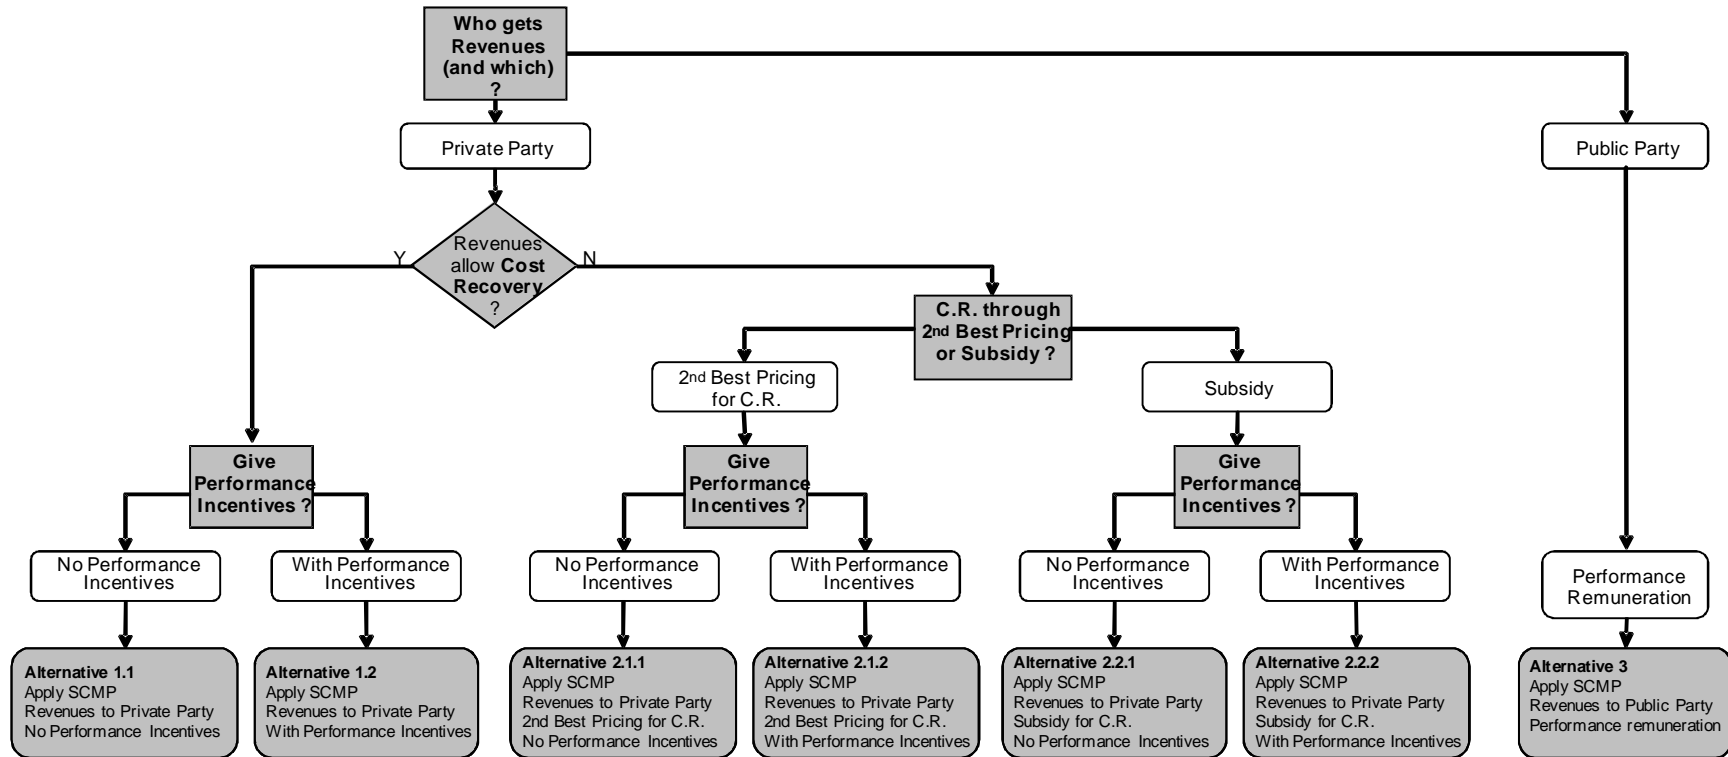 Who gets
Revenues
(and which)
?
Private Party
Public Party
Revenues
allow Cost
Recovery
?
Y
N
C.R. through
2nd Best Pricing
or Subsidy ?
2nd Best Pricing
for C.R.
Subsidy
Give
Performance
Incentives ?
Give
Performance
Incentives ?
Give
Performance
Incentives ?
No Performance
Incentives
With Performance
Incentives
No Performance
Incentives
With Performance
Incentives
No Performance
Incentives
With Performance
Incentives
Performance
Remuneration
Alternative 1.1
Apply SCMP
Revenues to Private Party
No Performance Incentives
Alternative 1.2
Apply SCMP
Revenues to Private Party
With Performance Incentives
Alternative 2.1.1
Apply SCMP
Revenues to Private Party
2nd Best Pricing for C.R.
No Performance Incentives
Alternative 2.1.2
Apply SCMP
Revenues to Private Party
2nd Best Pricing for C.R.
With Performance Incentives
Alternative 2.2.1
Apply SCMP
Revenues to Private Party
Subsidy for C.R.
No Performance Incentives
Alternative 2.2.2
Apply SCMP
Revenues to Private Party
Subsidy for C.R.
With Performance Incentives
Alternative 3
Apply SCMP
Revenues to Public Party
Performance remuneration